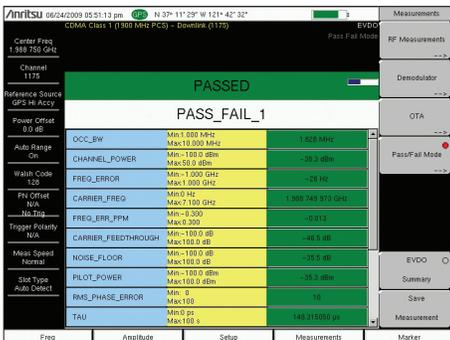 Anritsu 06/24/2009 05:51:13 pm GPS N 37° 11' 29" W 121° 42' 32"
CDMA Class 1 (1900 MHz PCS) - Downlink (1175)
EVDO
Pass Fail Mode
Center Freq
1.988 750 GHz
Channel
1175
Reference Source
GPS Hi Accy
Power Offset
0.0 dB
Auto Range
On
Walsh Code
128
PN Offset
N/A
No Trig
Trigger Polarity
N/A
Meas Speed
Normal
Slot Type
Auto Detect
PASSED
PASS_FAIL_1
OCC_BW Min:1.000 MHz Max:10.000 MHz 1.628 MHz
CHANNEL_POWER Min:-100.0 dBm Max:50.0 dBm -39.3 dBm
FREQ_ERROR Min:-1.000 GHz Max:1.000 GHz -26 Hz
CARRIER_FREQ Min:0 Hz Max:7.100 GHz 1.988 749 973 GHz
FREQ_ERR_PPM Min:-0.300 Max:0.300 -0.013
CARRIER_FEEDTHROUGH Min:-100.0 dB Max:100.0 dB -46.5 dB
NOISE_FLOOR Min:-100.0 dB Max:100.0 dB -35.5 dB
PILOT_POWER Min:-100.0 dBm Max:100.0 dBm -35.3 dBm
RMS_PHASE_ERROR Min: 0 Max:100 10
TAU Min:0 ps Max:100 s 148.315050 µs
Measurements
RF Measurements
-->
Demodulator
-->
OTA
-->
Pass/Fail Mode
-->
EVDO
Summary
Save
Measurement
Freq Amplitude Setup Measurements Marker